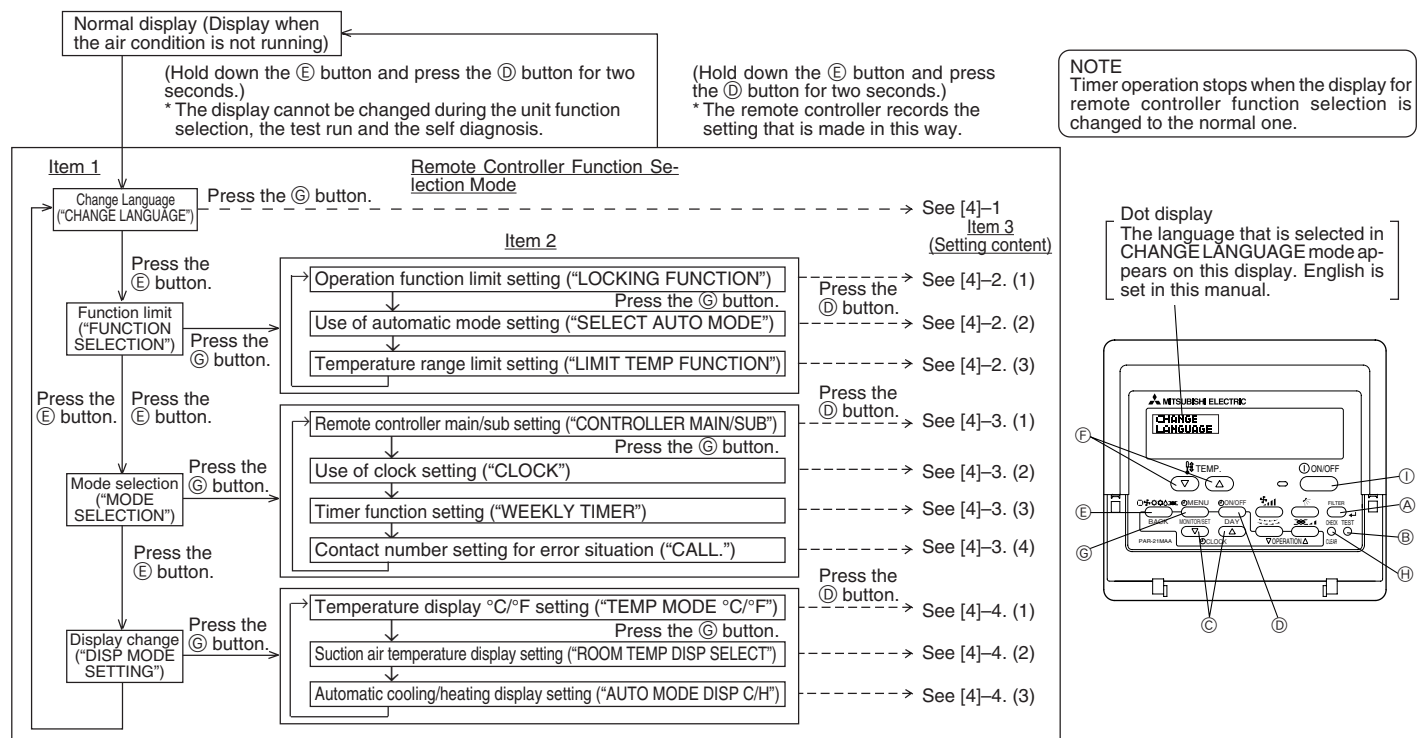 Normal display (Display when
the air condition is not running)
(Hold down the Ⓔ button and press the Ⓓ button for two
seconds.)
* The display cannot be changed during the unit function
selection, the test run and the self diagnosis.
(Hold down the Ⓔ button and press
the Ⓓ button for two seconds.)
* The remote controller records the
setting that is made in this way.
NOTE
Timer operation stops when the display for
remote controller function selection is
changed to the normal one.
Item 1
Remote Controller Function Se-
lection Mode
Change Language
("CHANGE LANGUAGE")
Press the Ⓖ button.
See [4]–1
Item 2
Item 3
(Setting content)
Press the
Ⓔ button.
Function limit
("FUNCTION
SELECTION")
Press the
Ⓖ button.
Operation function limit setting ("LOCKING FUNCTION")
Press the Ⓖ button.
Use of automatic mode setting ("SELECT AUTO MODE")
Temperature range limit setting ("LIMIT TEMP FUNCTION")
Press the
Ⓓ button.
See [4]–2. (1)
See [4]–2. (2)
See [4]–2. (3)
Press the
Ⓔ button.
Press the
Ⓔ button.
Mode selection
("MODE
SELECTION")
Press the
Ⓖ button.
Remote controller main/sub setting ("CONTROLLER MAIN/SUB")
Press the Ⓖ button.
Use of clock setting ("CLOCK")
Timer function setting ("WEEKLY TIMER")
Contact number setting for error situation ("CALL.")
Press the
Ⓓ button.
See [4]–3. (1)
See [4]–3. (2)
See [4]–3. (3)
See [4]–3. (4)
Press the
Ⓔ button.
Display change
("DISP MODE
SETTING")
Press the
Ⓖ button.
Temperature display °C/°F setting ("TEMP MODE °C/°F")
Press the Ⓖ button.
Suction air temperature display setting ("ROOM TEMP DISP SELECT")
Automatic cooling/heating display setting ("AUTO MODE DISP C/H")
Press the
Ⓓ button.
See [4]–4. (1)
See [4]–4. (2)
See [4]–4. (3)
Dot display
The language that is selected in
CHANGE LANGUAGE mode ap-
pears on this display. English is
set in this manual.
MITSUBISHI ELECTRIC
CHANGE
LANGUAGE
Ⓕ
TEMP.
ON/OFF
Ⓘ
MENU
ON/OFF
FILTER
Ⓐ
Ⓔ
BACK
MONITOR/SET
DAY
CHECK TEST
Ⓑ
Ⓖ
PAR-21MAA
CLOCK
OPERATION
CLEAR
Ⓗ
Ⓒ
Ⓓ